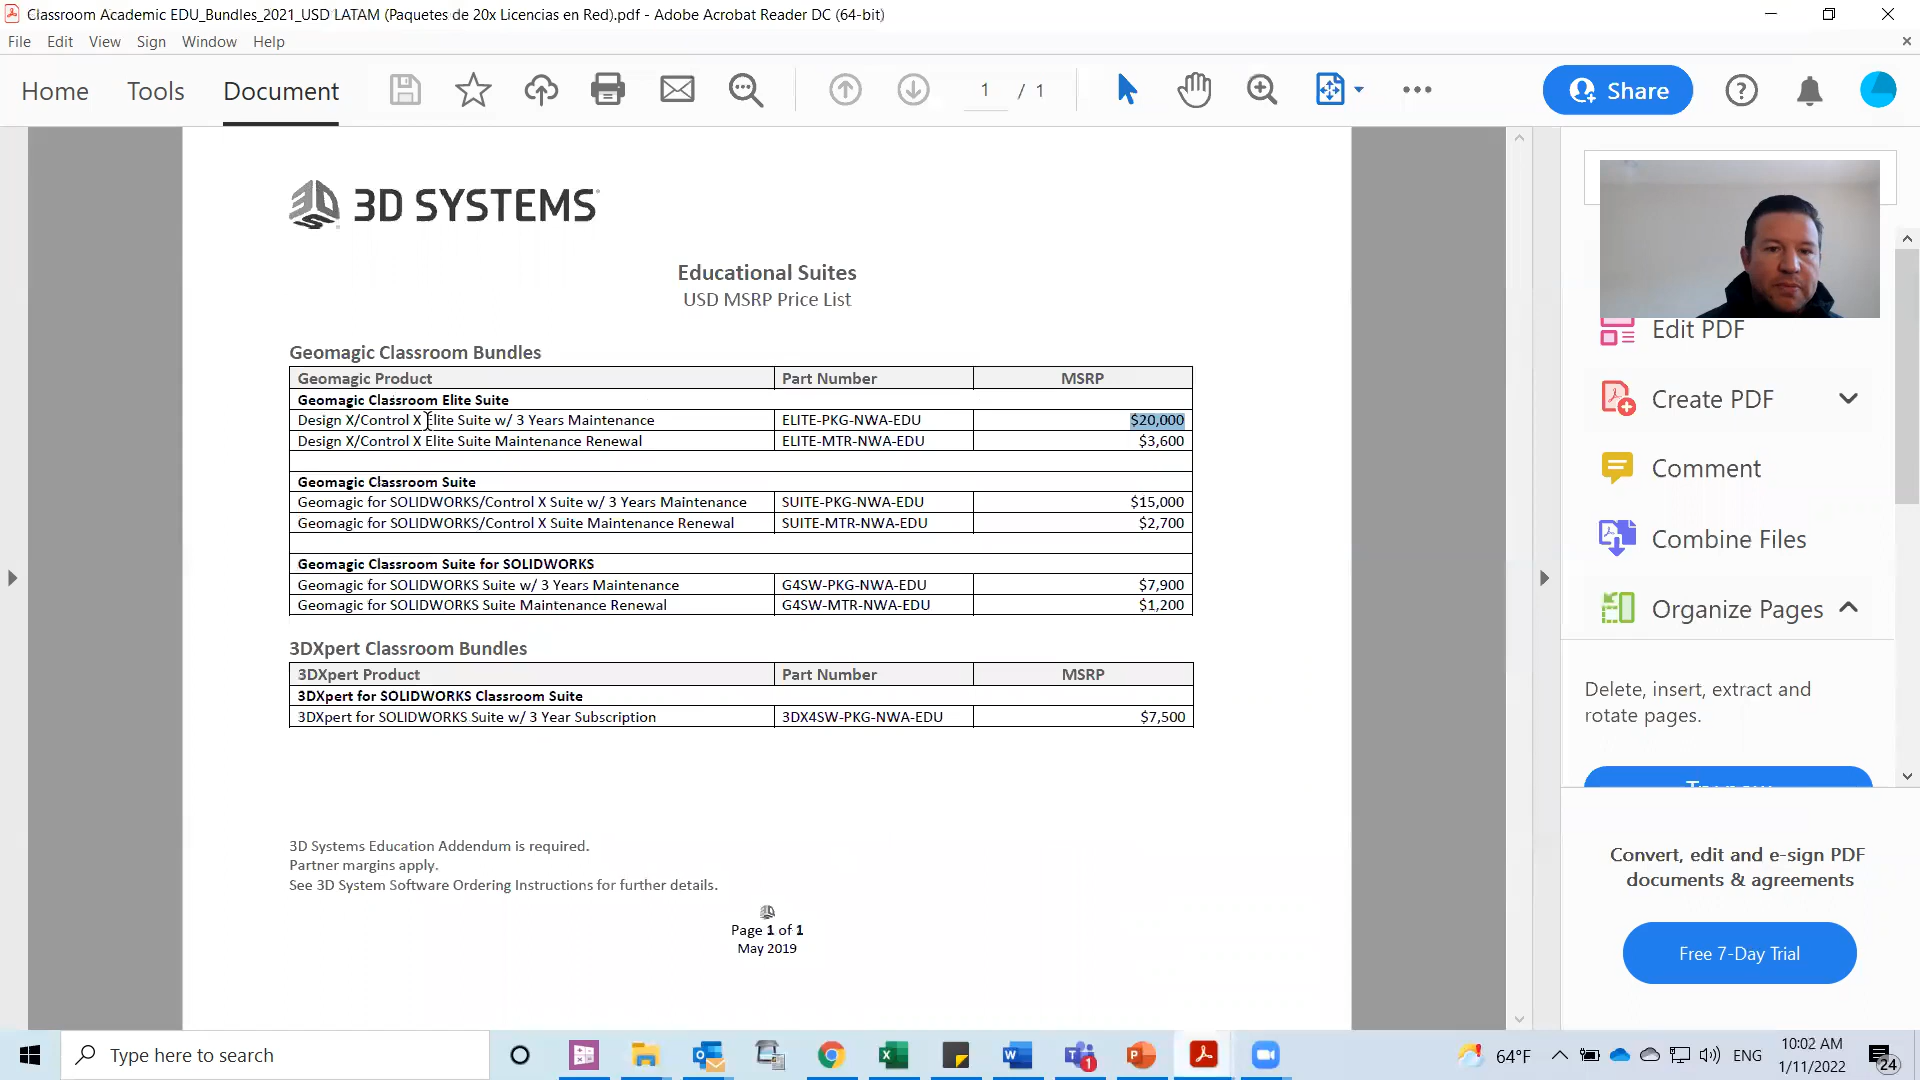 Classroom Academic EDU_Bundles_2021_USD LATAM (Paquetes de 20x Licencias en Red).pdf - Adobe Acrobat Reader DC (64-bit)
File Edit View Sign Window Help
Home Tools Document 1 / 1 Share
3D SYSTEMS
Educational Suites
USD MSRP Price List
Geomagic Classroom Bundles
Geomagic Product Part Number MSRP
Geomagic Classroom Elite Suite
Design X/Control X Elite Suite w/ 3 Years Maintenance ELITE-PKG-NWA-EDU $20,000
Design X/Control X Elite Suite Maintenance Renewal ELITE-MTR-NWA-EDU $3,600
Geomagic Classroom Suite
Geomagic for SOLIDWORKS/Control X Suite w/ 3 Years Maintenance SUITE-PKG-NWA-EDU $15,000
Geomagic for SOLIDWORKS/Control X Suite Maintenance Renewal SUITE-MTR-NWA-EDU $2,700
Geomagic Classroom Suite for SOLIDWORKS
Geomagic for SOLIDWORKS Suite w/ 3 Years Maintenance G4SW-PKG-NWA-EDU $7,900
Geomagic for SOLIDWORKS Suite Maintenance Renewal G4SW-MTR-NWA-EDU $1,200
3DXpert Classroom Bundles
3DXpert Product Part Number MSRP
3DXpert for SOLIDWORKS Classroom Suite
3DXpert for SOLIDWORKS Suite w/ 3 Year Subscription 3DX4SW-PKG-NWA-EDU $7,500
3D Systems Education Addendum is required.
Partner margins apply.
See 3D System Software Ordering Instructions for further details.
Page 1 of 1
May 2019
Edit PDF
Create PDF
Comment
Combine Files
Organize Pages
Delete, insert, extract and
rotate pages.
Convert, edit and e-sign PDF
documents & agreements
Free 7-Day Trial
Type here to search
1
64°F
ENG
10:02 AM
1/11/2022
24